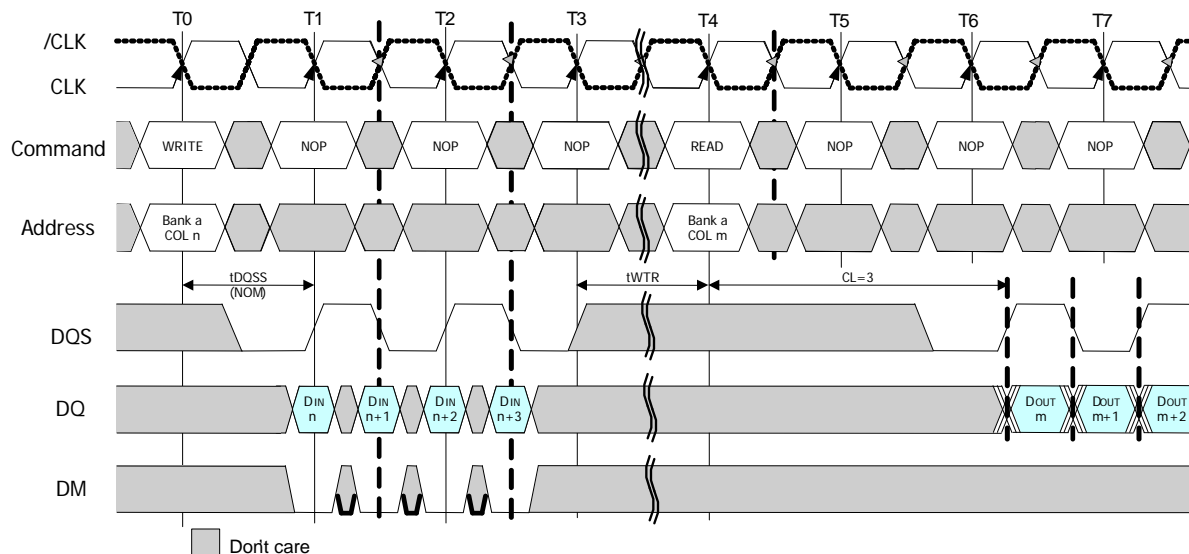 T0 T1 T2 T3 T4 T5 T6 T7
/CLK
CLK
Command WRITE NOP NOP NOP READ NOP NOP NOP
Address Bank a COL n Bank a COL m
tDQSS (NOM) tWTR CL=3
DQS
DQ DIN n DIN n+1 DIN n+2 DIN n+3 DOUT m DOUT m+1 DOUT m+2
DM
Don't care